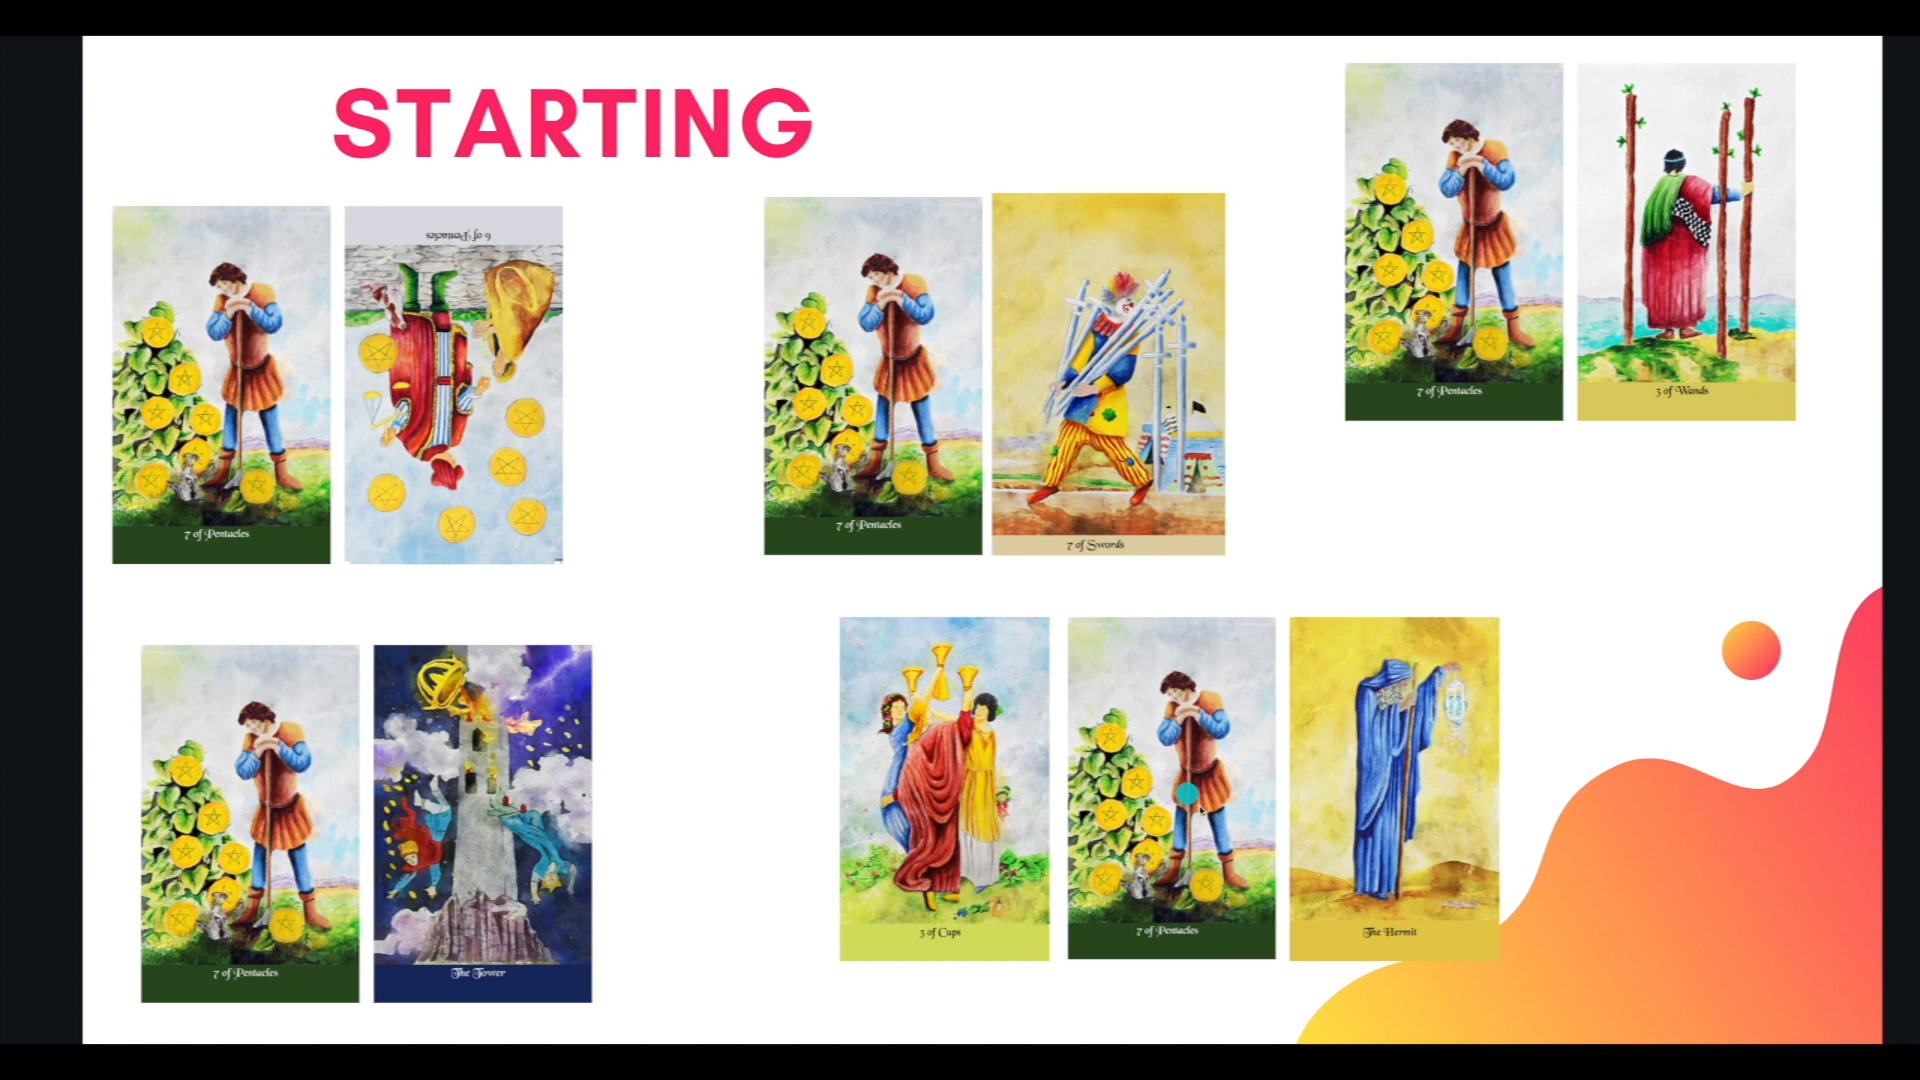 STARTING
7 of Pentacles
6 of Pentacles
7 of Pentacles
7 of Swords
7 of Pentacles
3 of Wands
7 of Pentacles
The Tower
3 of Cups
7 of Pentacles
The Hermit